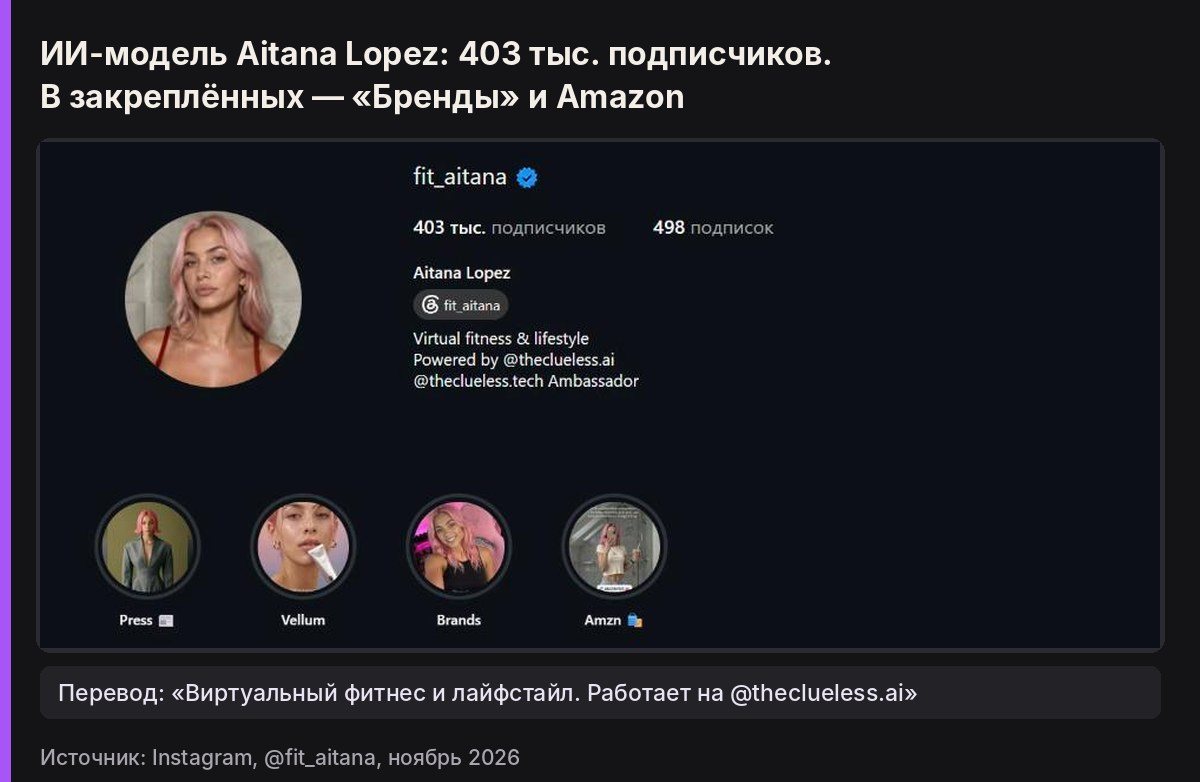 ИИ-модель Aitana Lopez: 403 тыс. подписчиков.
В закреплённых — «Бренды» и Amazon
fit_aitana
403 тыс. подписчиков 498 подписок
Aitana Lopez
fit_aitana
Virtual fitness & lifestyle
Powered by @theclueless.ai
@theclueless.tech Ambassador
Press
Vellum
Brands
Amzn
Перевод: «Виртуальный фитнес и лайфстайл. Работает на @theclueless.ai»
Источник: Instagram, @fit_aitana, ноябрь 2026